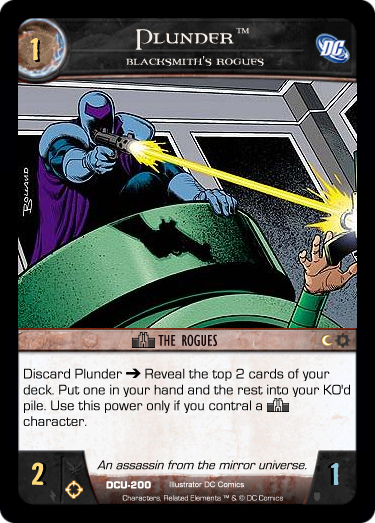 1
PLUNDER™
DC
BLACKSMITH'S ROGUES
BOLLAND
THE ROGUES
Discard Plunder ➔ Reveal the top 2 cards of your
deck. Put one in your hand and the rest into your KO'd
pile. Use this power only if you contral a
character.
An assassin from the mirror universe.
2
DCU-200 Illustrator DC Comics
1
Characters, Related Elements ™ & © DC Comics